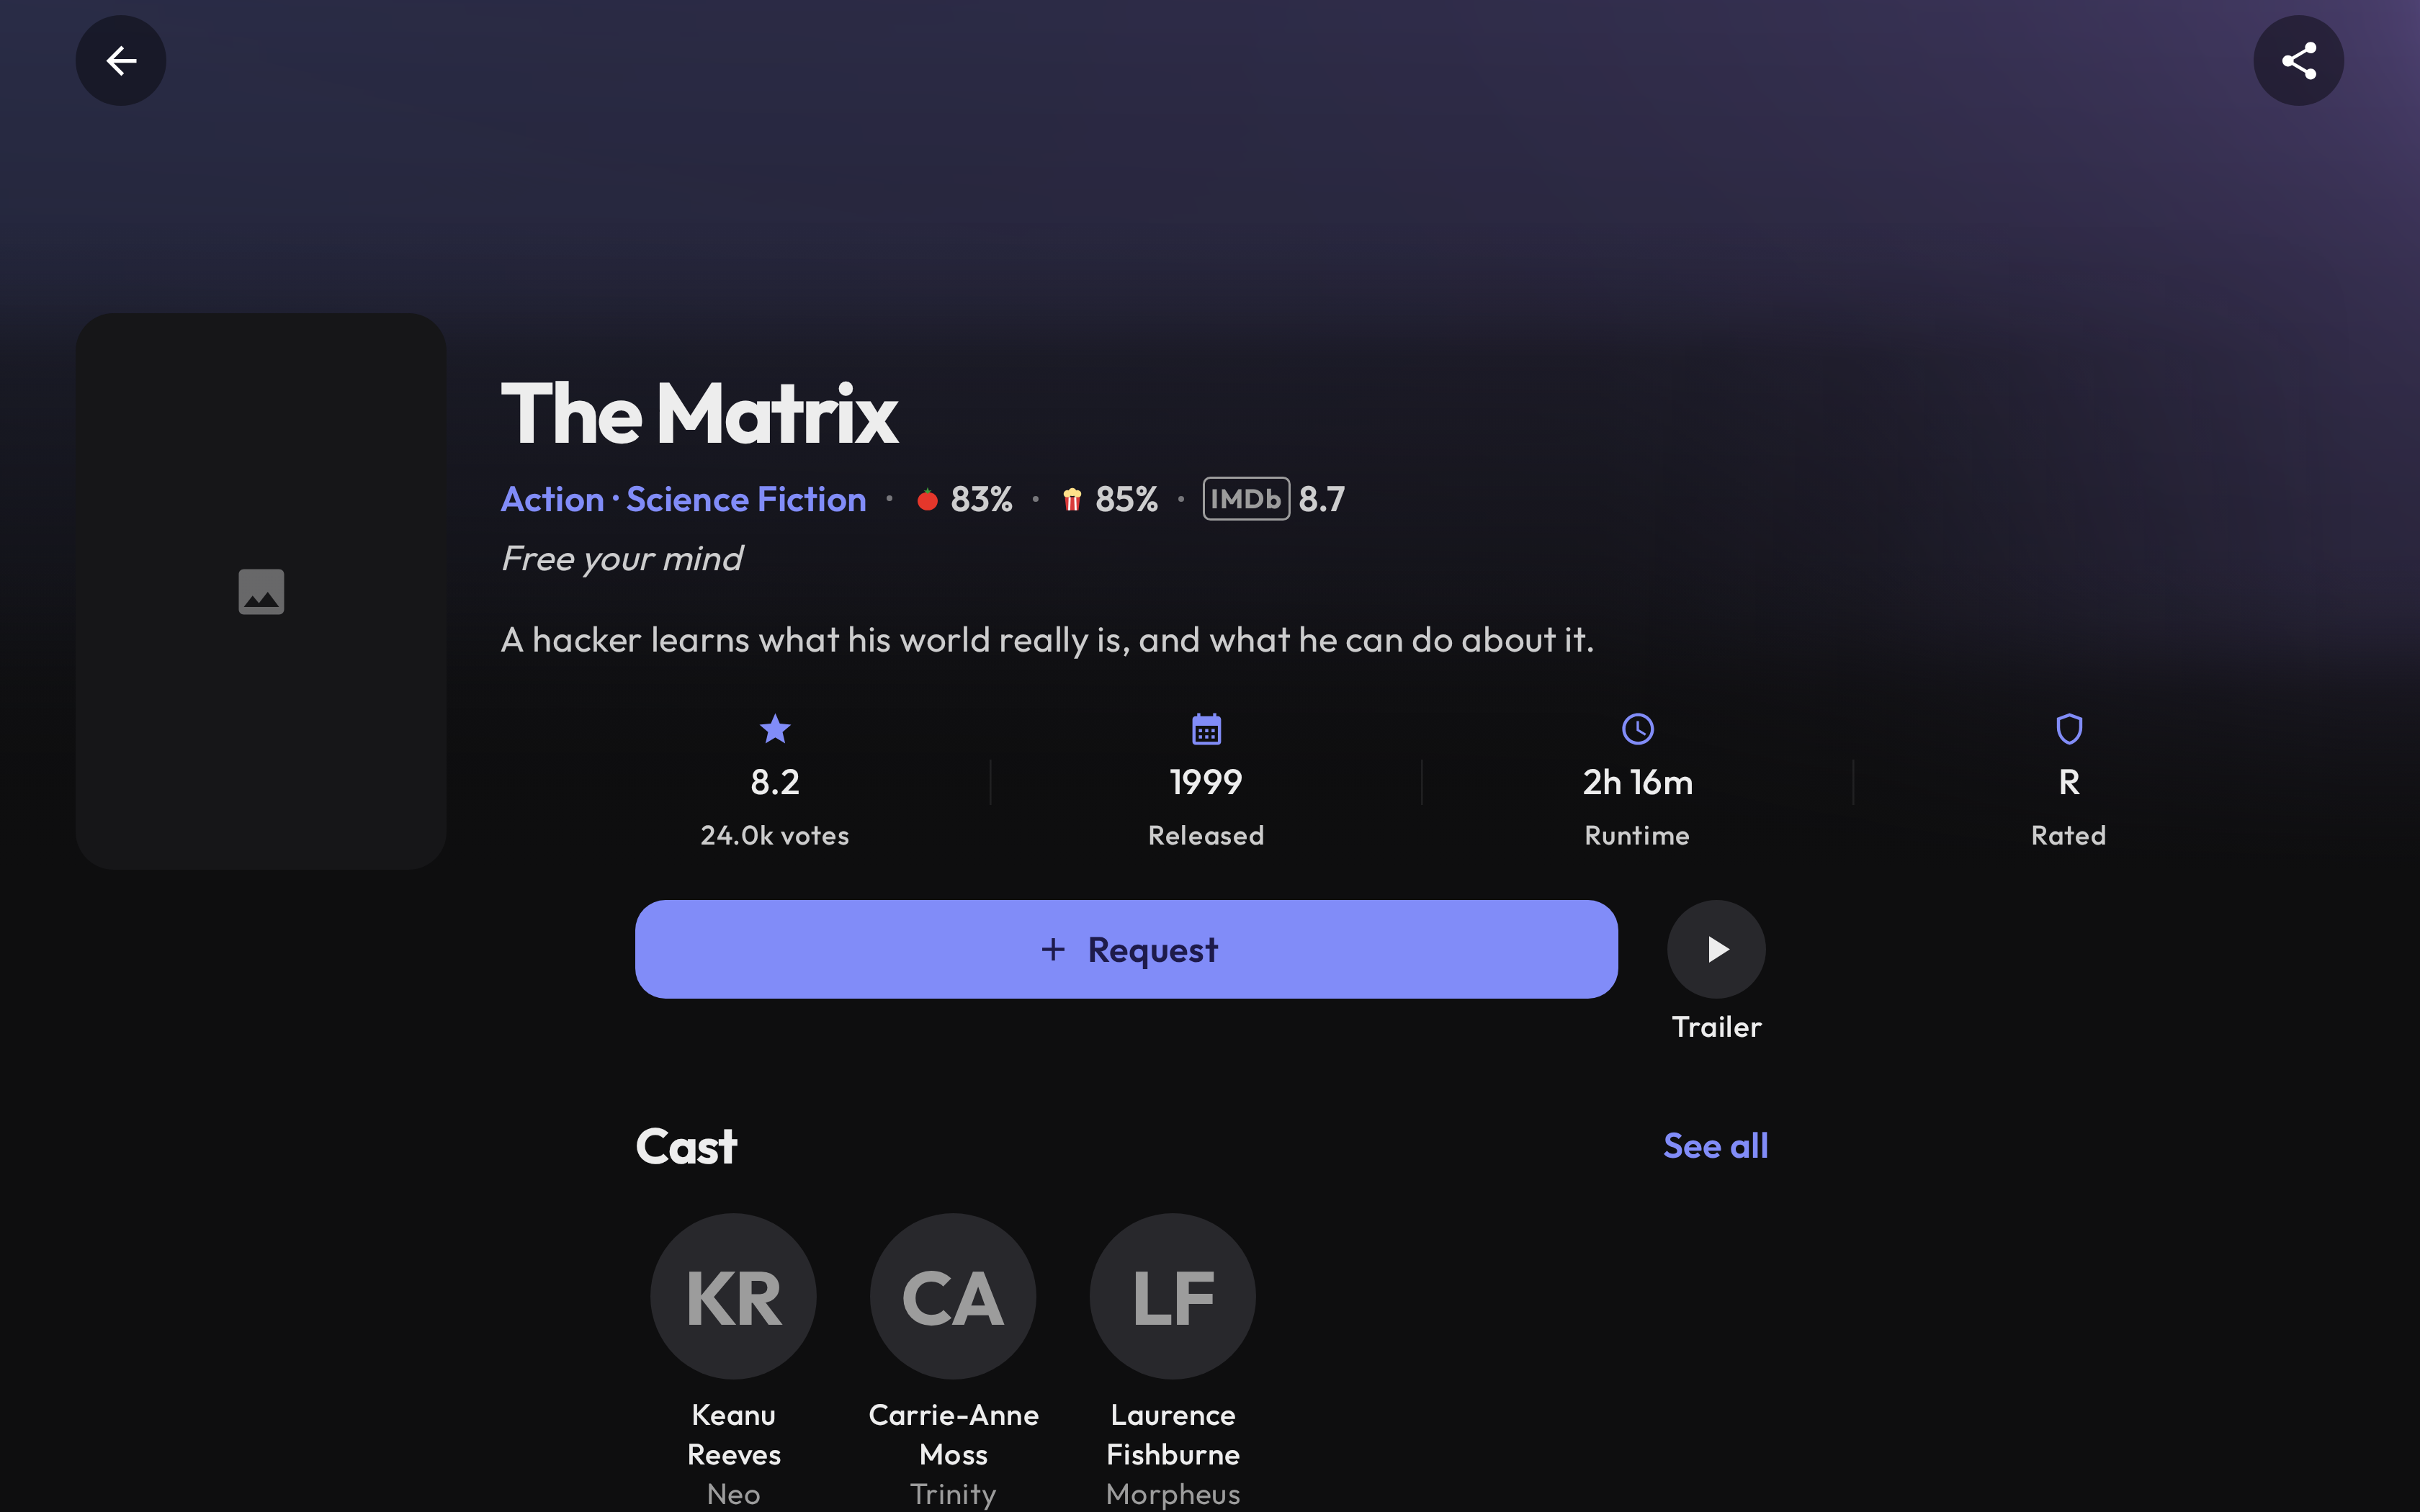 The Matrix
Action · Science Fiction · 83% · 85% · IMDb 8.7
Free your mind
A hacker learns what his world really is, and what he can do about it.
8.2 1999 2h 16m R
24.0k votes Released Runtime Rated
+ Request
Trailer
Cast See all
KR CA LF
Keanu Carrie-Anne Laurence
Reeves Moss Fishburne
Neo Trinity Morpheus